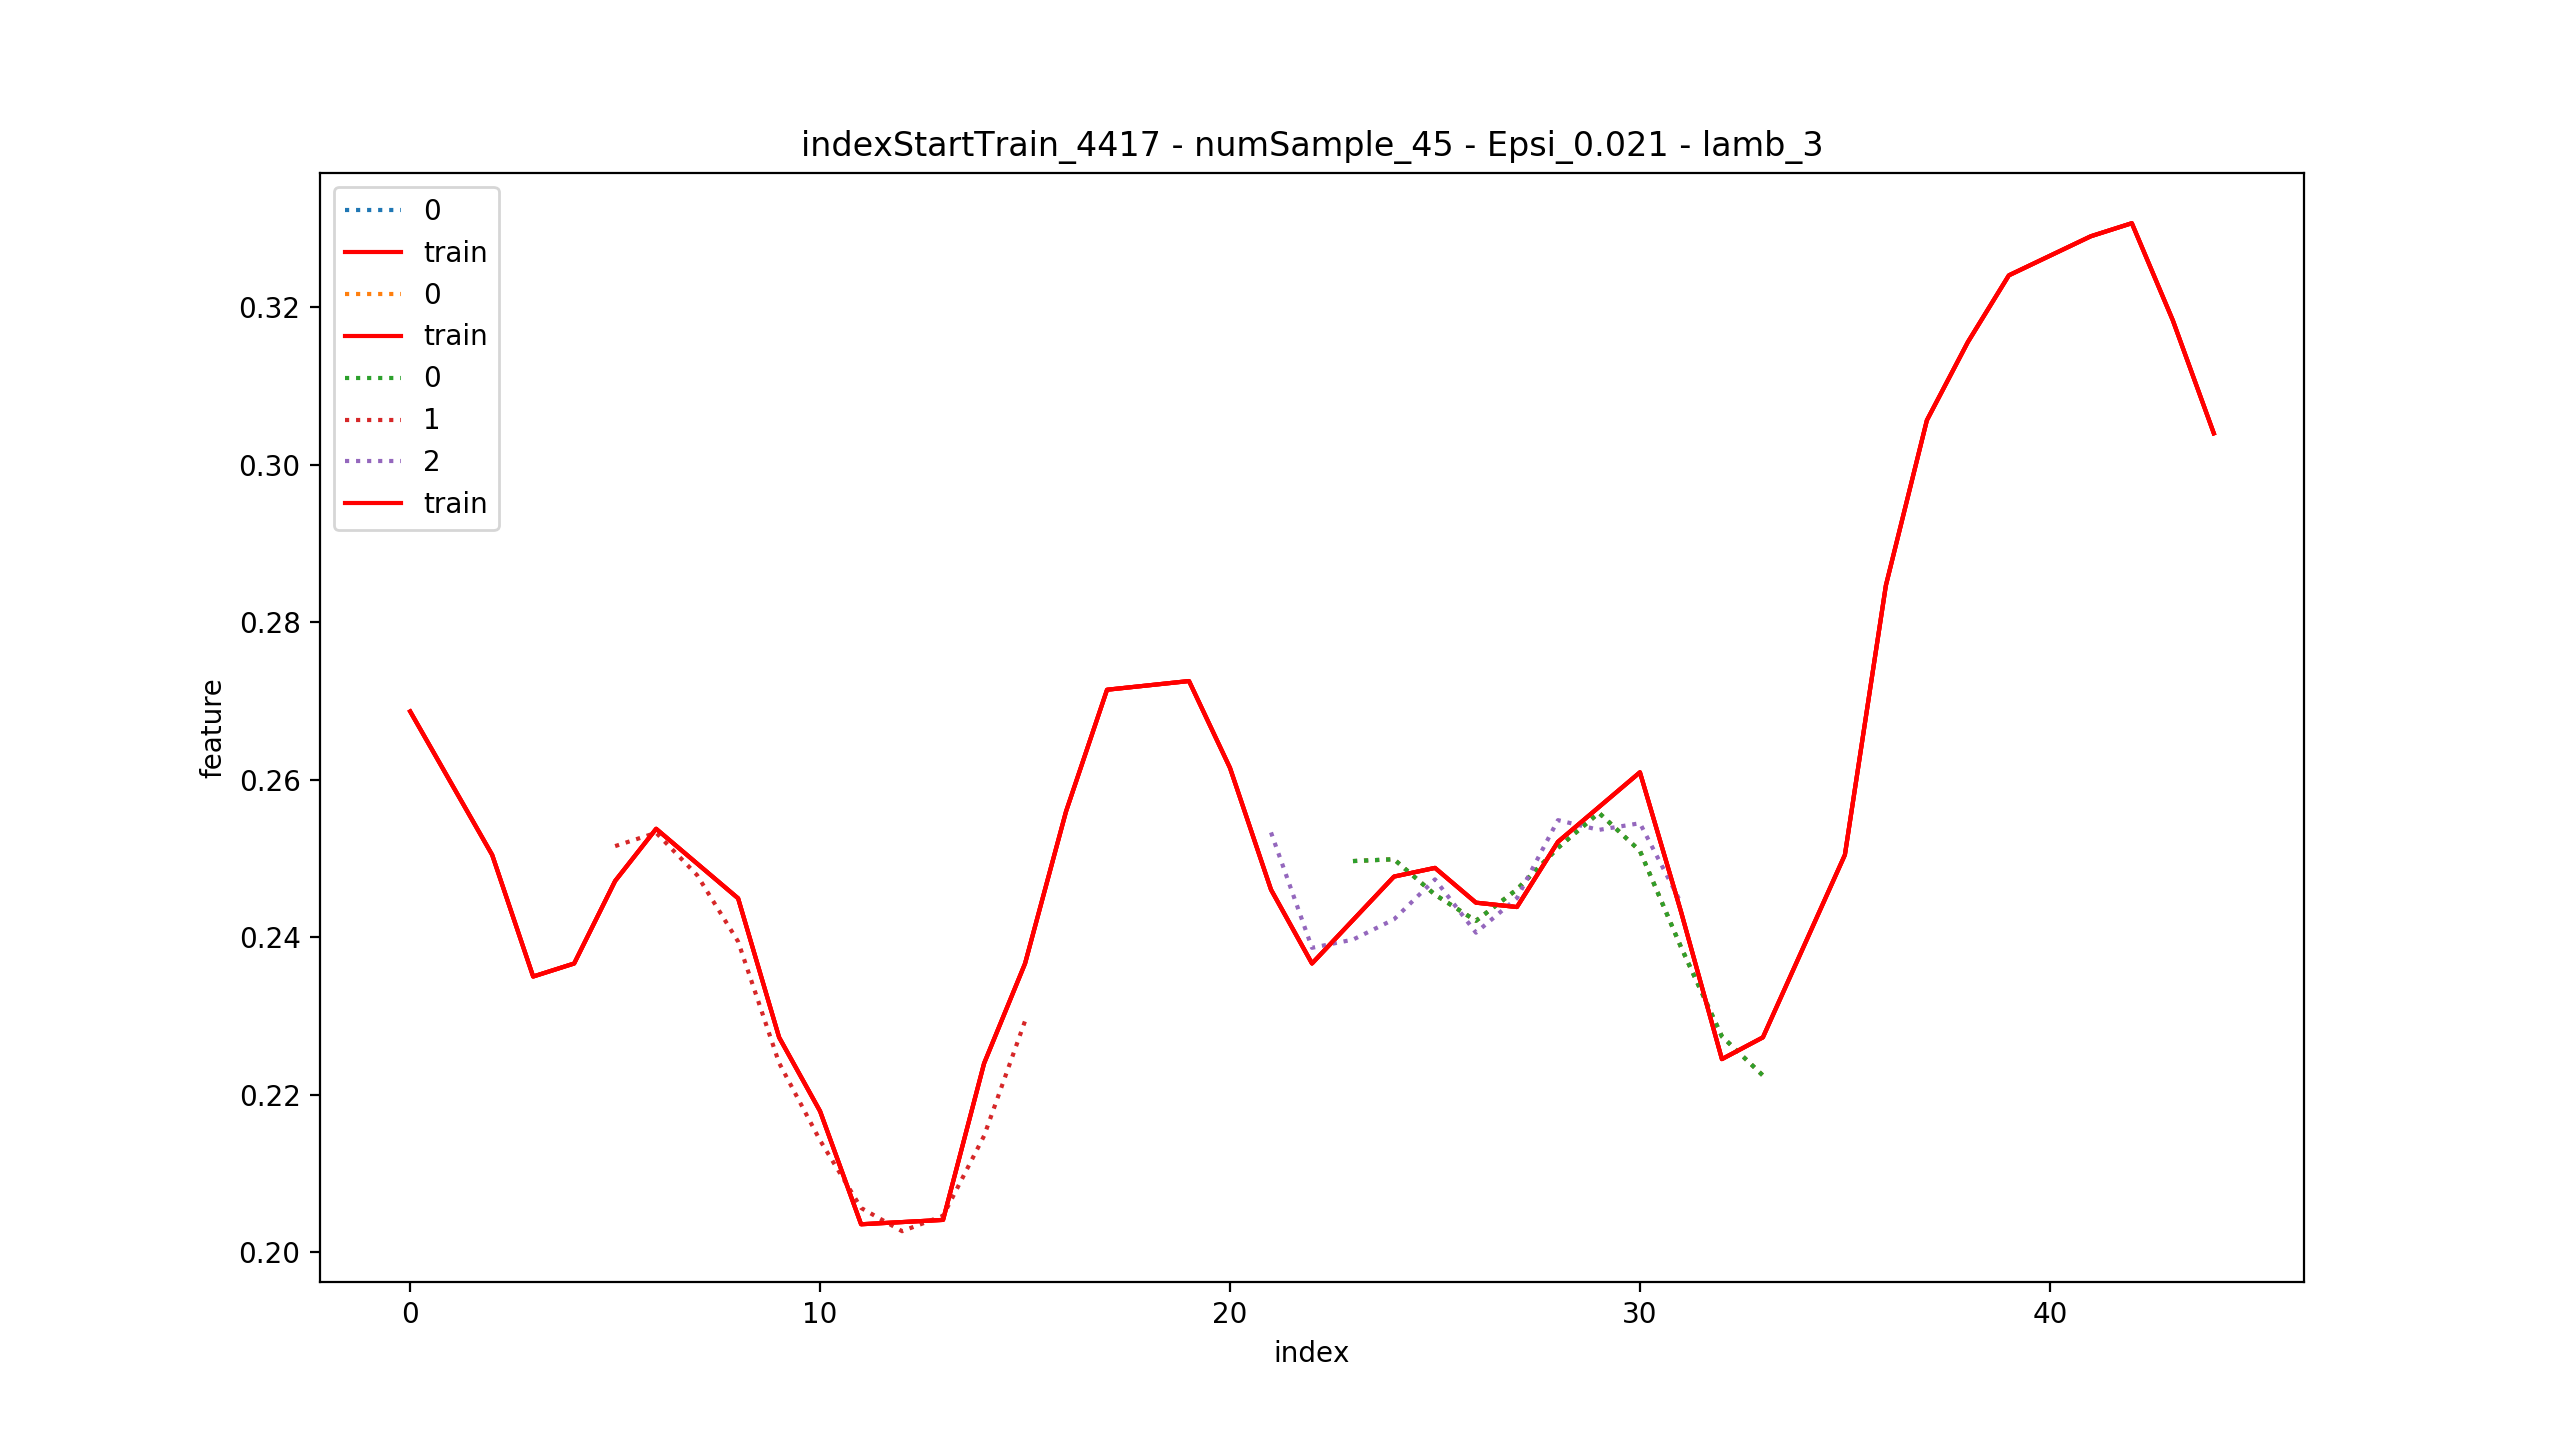 indexStartTrain_4417 - numSample_45 - Epsi_0.021 - lamb_3
0
train
0
train
0
1
2
train
0.32
0.30
0.28
0.26
0.24
0.22
0.20
feature
0 10 20 30 40
index